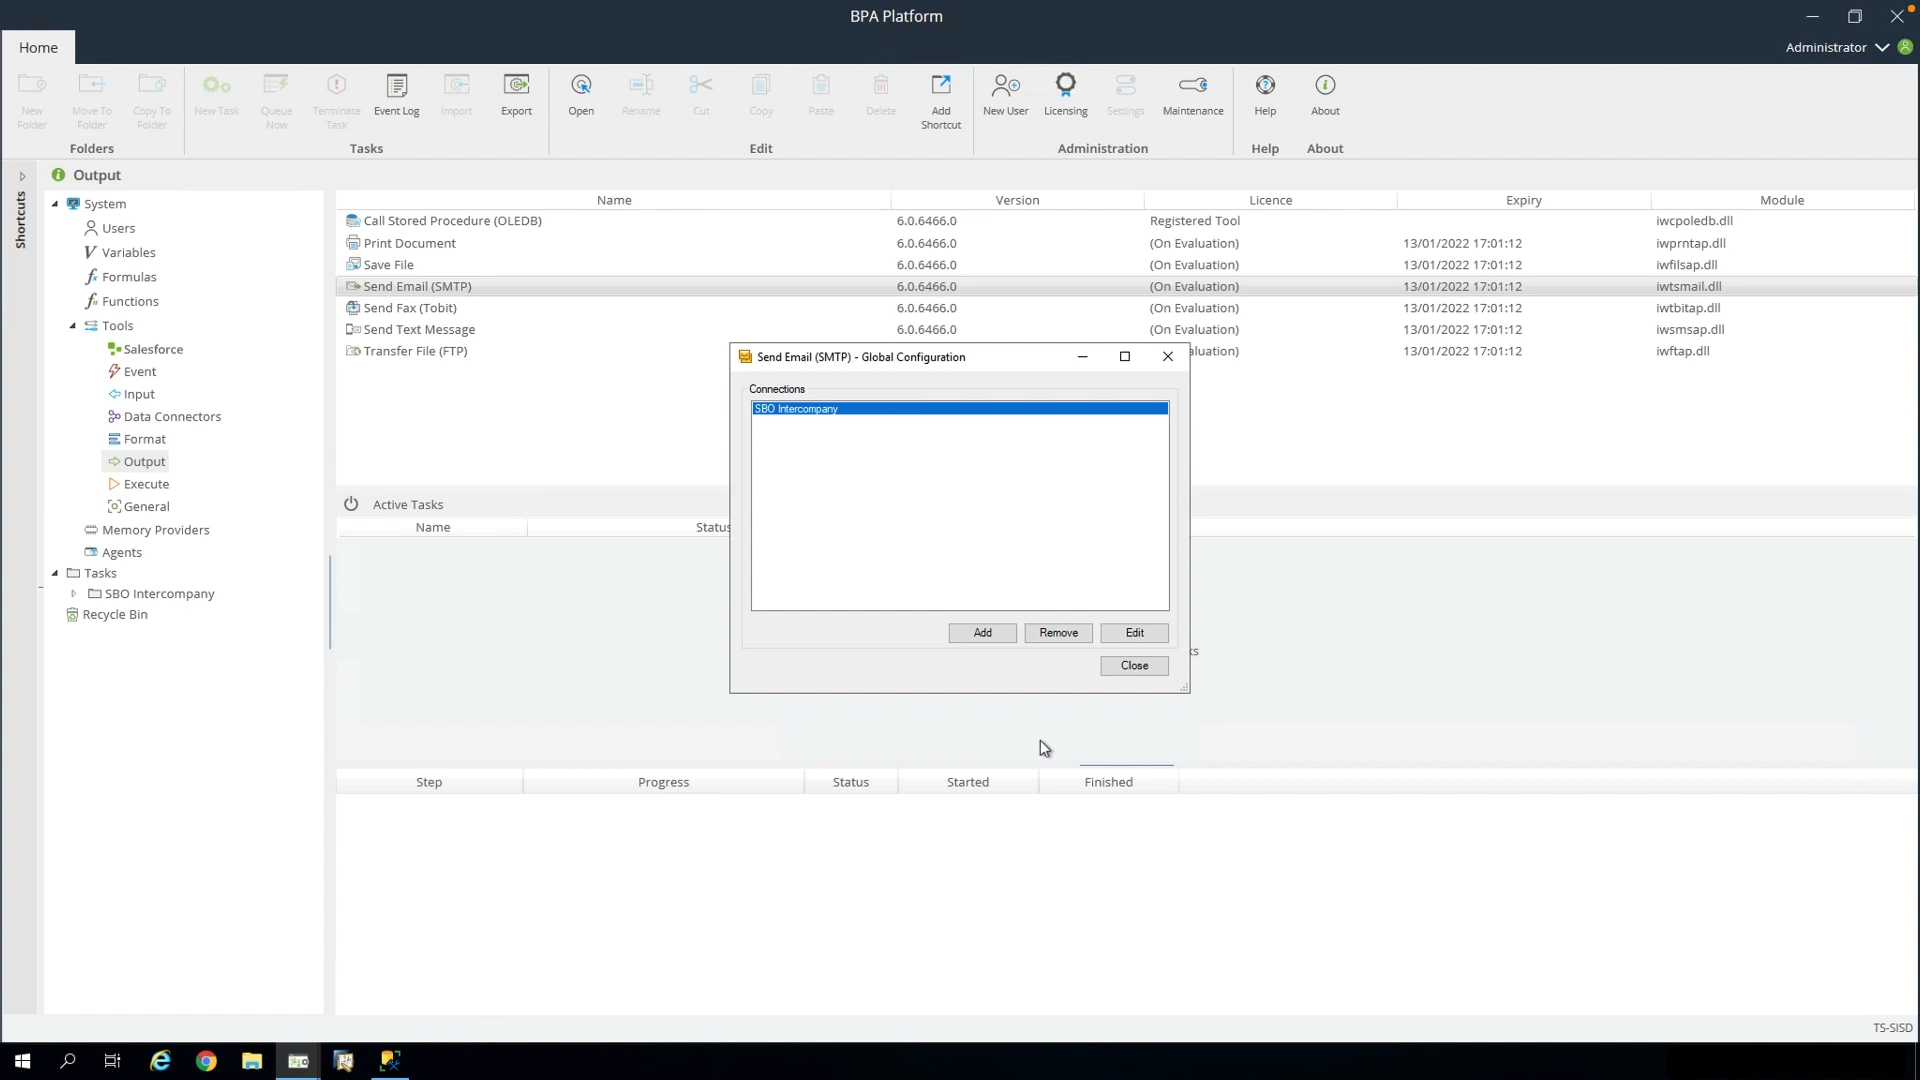 BPA Platform
Home
Administrator
New Folder
Move To Folder
Copy To Folder
New Task
Queue Now
Terminate Task
Event Log
Import
Export
Open
Rename
Cut
Copy
Paste
Delete
Add Shortcut
New User
Licensing
Settings
Maintenance
Help
About
Folders
Tasks
Edit
Administration
Help
About
Shortcuts
Output
System
Users
Variables
Formulas
Functions
Tools
Salesforce
Event
Input
Data Connectors
Format
Output
Execute
General
Memory Providers
Agents
Tasks
SBO Intercompany
Recycle Bin
Name Version Licence Expiry Module
Call Stored Procedure (OLEDB) 6.0.6466.0 Registered Tool iwcpoledb.dll
Print Document 6.0.6466.0 (On Evaluation) 13/01/2022 17:01:12 iwprntap.dll
Save File 6.0.6466.0 (On Evaluation) 13/01/2022 17:01:12 iwfilsap.dll
Send Email (SMTP) 6.0.6466.0 (On Evaluation) 13/01/2022 17:01:12 iwtsmail.dll
Send Fax (Tobit) 6.0.6466.0 (On Evaluation) 13/01/2022 17:01:12 iwtbitap.dll
Send Text Message 6.0.6466.0 (On Evaluation) 13/01/2022 17:01:12 iwsmsap.dll
Transfer File (FTP) aluation) 13/01/2022 17:01:12 iwftap.dll
Send Email (SMTP) - Global Configuration
Connections
SBO Intercompany
Add Remove Edit
Close
Active Tasks
Name Status
ks
Step Progress Status Started Finished
TS-SISD